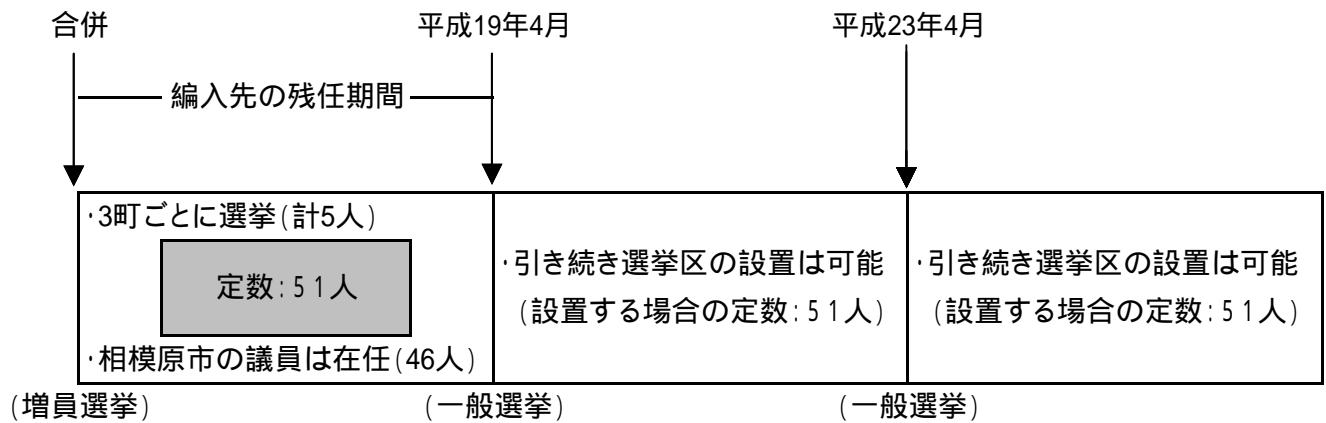 合併 平成19年4月 平成23年4月
編入先の残任期間
・3町ごとに選挙(計5人)
定数:51人
・相模原市の議員は在任(46人)
・引き続き選挙区の設置は可能
(設置する場合の定数:51人)
・引き続き選挙区の設置は可能
(設置する場合の定数:51人)
(増員選挙) (一般選挙) (一般選挙)